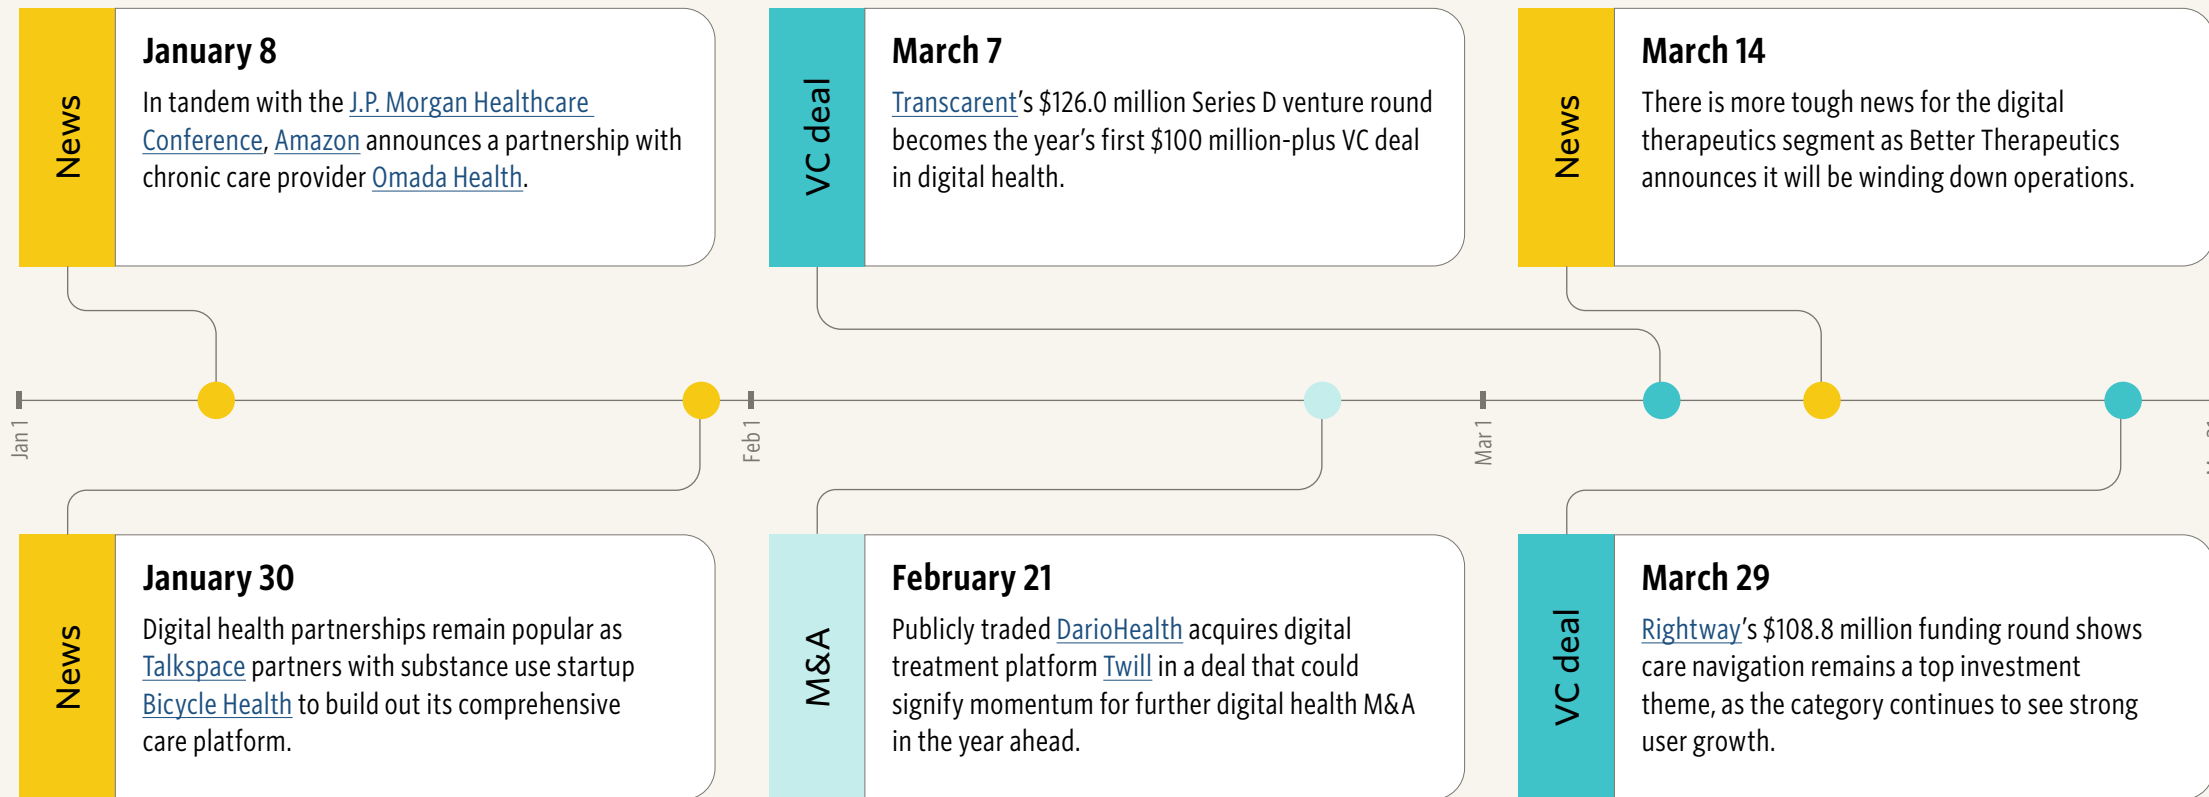 News
January 8
In tandem with the J.P. Morgan Healthcare
Conference, Amazon announces a partnership with
chronic care provider Omada Health.
VC deal
March 7
Transcarent's $126.0 million Series D venture round
becomes the year's first $100 million-plus VC deal
in digital health.
News
March 14
There is more tough news for the digital
therapeutics segment as Better Therapeutics
announces it will be winding down operations.
Jan 1
Feb 1
Mar 1
News
January 30
Digital health partnerships remain popular as
Talkspace partners with substance use startup
Bicycle Health to build out its comprehensive
care platform.
M&A
February 21
Publicly traded DarioHealth acquires digital
treatment platform Twill in a deal that could
signify momentum for further digital health M&A
in the year ahead.
VC deal
March 29
Rightway's $108.8 million funding round shows
care navigation remains a top investment
theme, as the category continues to see strong
user growth.